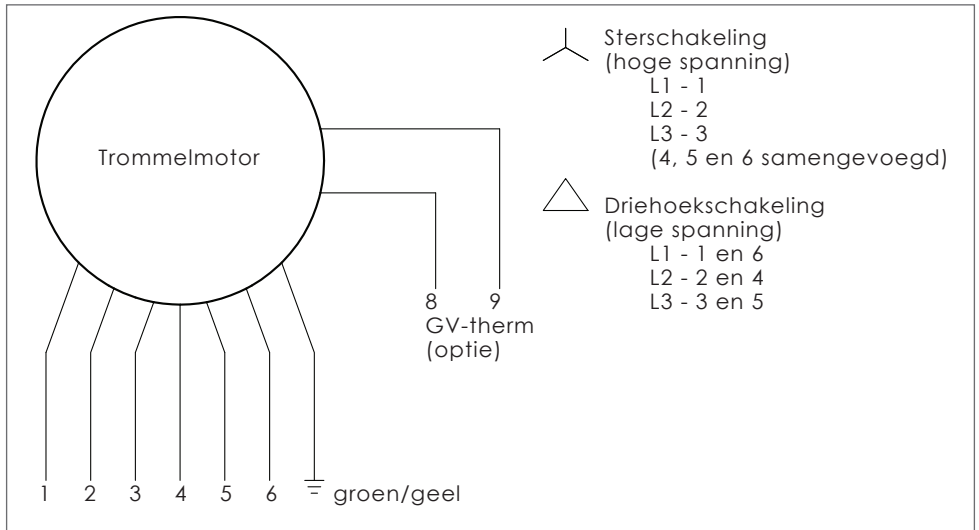 Trommelmotor
1 2 3 4 5 6 groen/geel
8 9
GV-therm
(optie)
Sterschakeling
(hoge spanning)
L1 - 1
L2 - 2
L3 - 3
(4, 5 en 6 samengevoegd)
Driehoekschakeling
(lage spanning)
L1 - 1 en 6
L2 - 2 en 4
L3 - 3 en 5